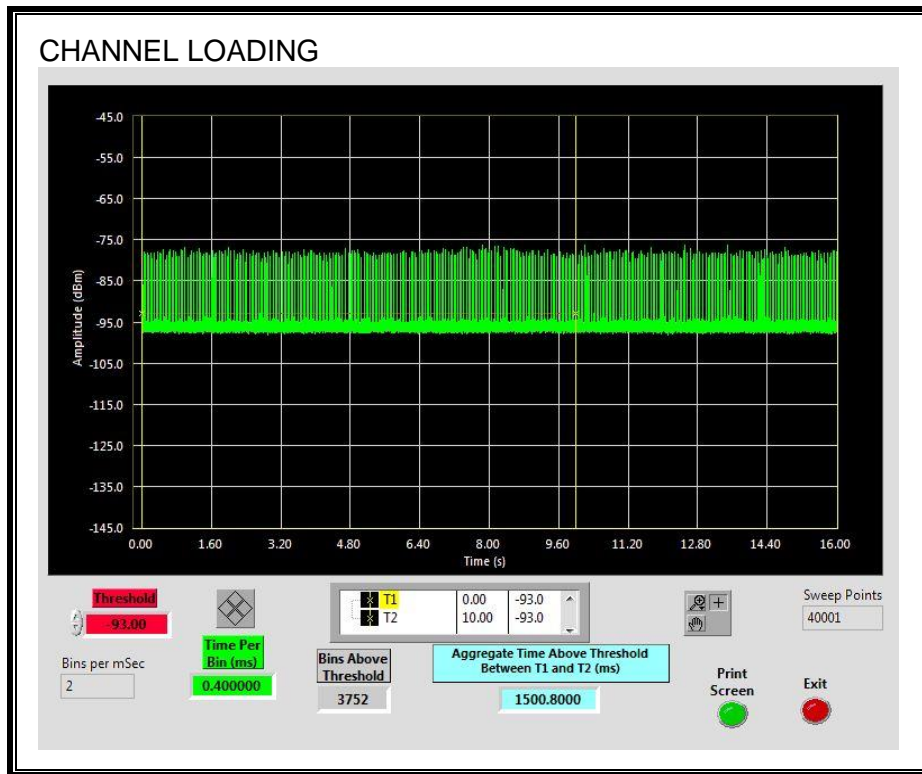 CHANNEL LOADING
-45.0
-55.0
-65.0
-75.0
-85.0
-95.0
-105.0
-115.0
-125.0
-135.0
-145.0
Amplitude (dBm)
0.00 1.60 3.20 4.80 6.40 8.00 9.60 11.20 12.80 14.40 16.00
Time (s)
Threshold
-93.00
Bins per mSec
2
Time Per
Bin (ms)
0.400000
T1 0.00 -93.0
T2 10.00 -93.0
Bins Above
Threshold
3752
Aggregate Time Above Threshold
Between T1 and T2 (ms)
1500.8000
Sweep Points
40001
Print
Screen
Exit